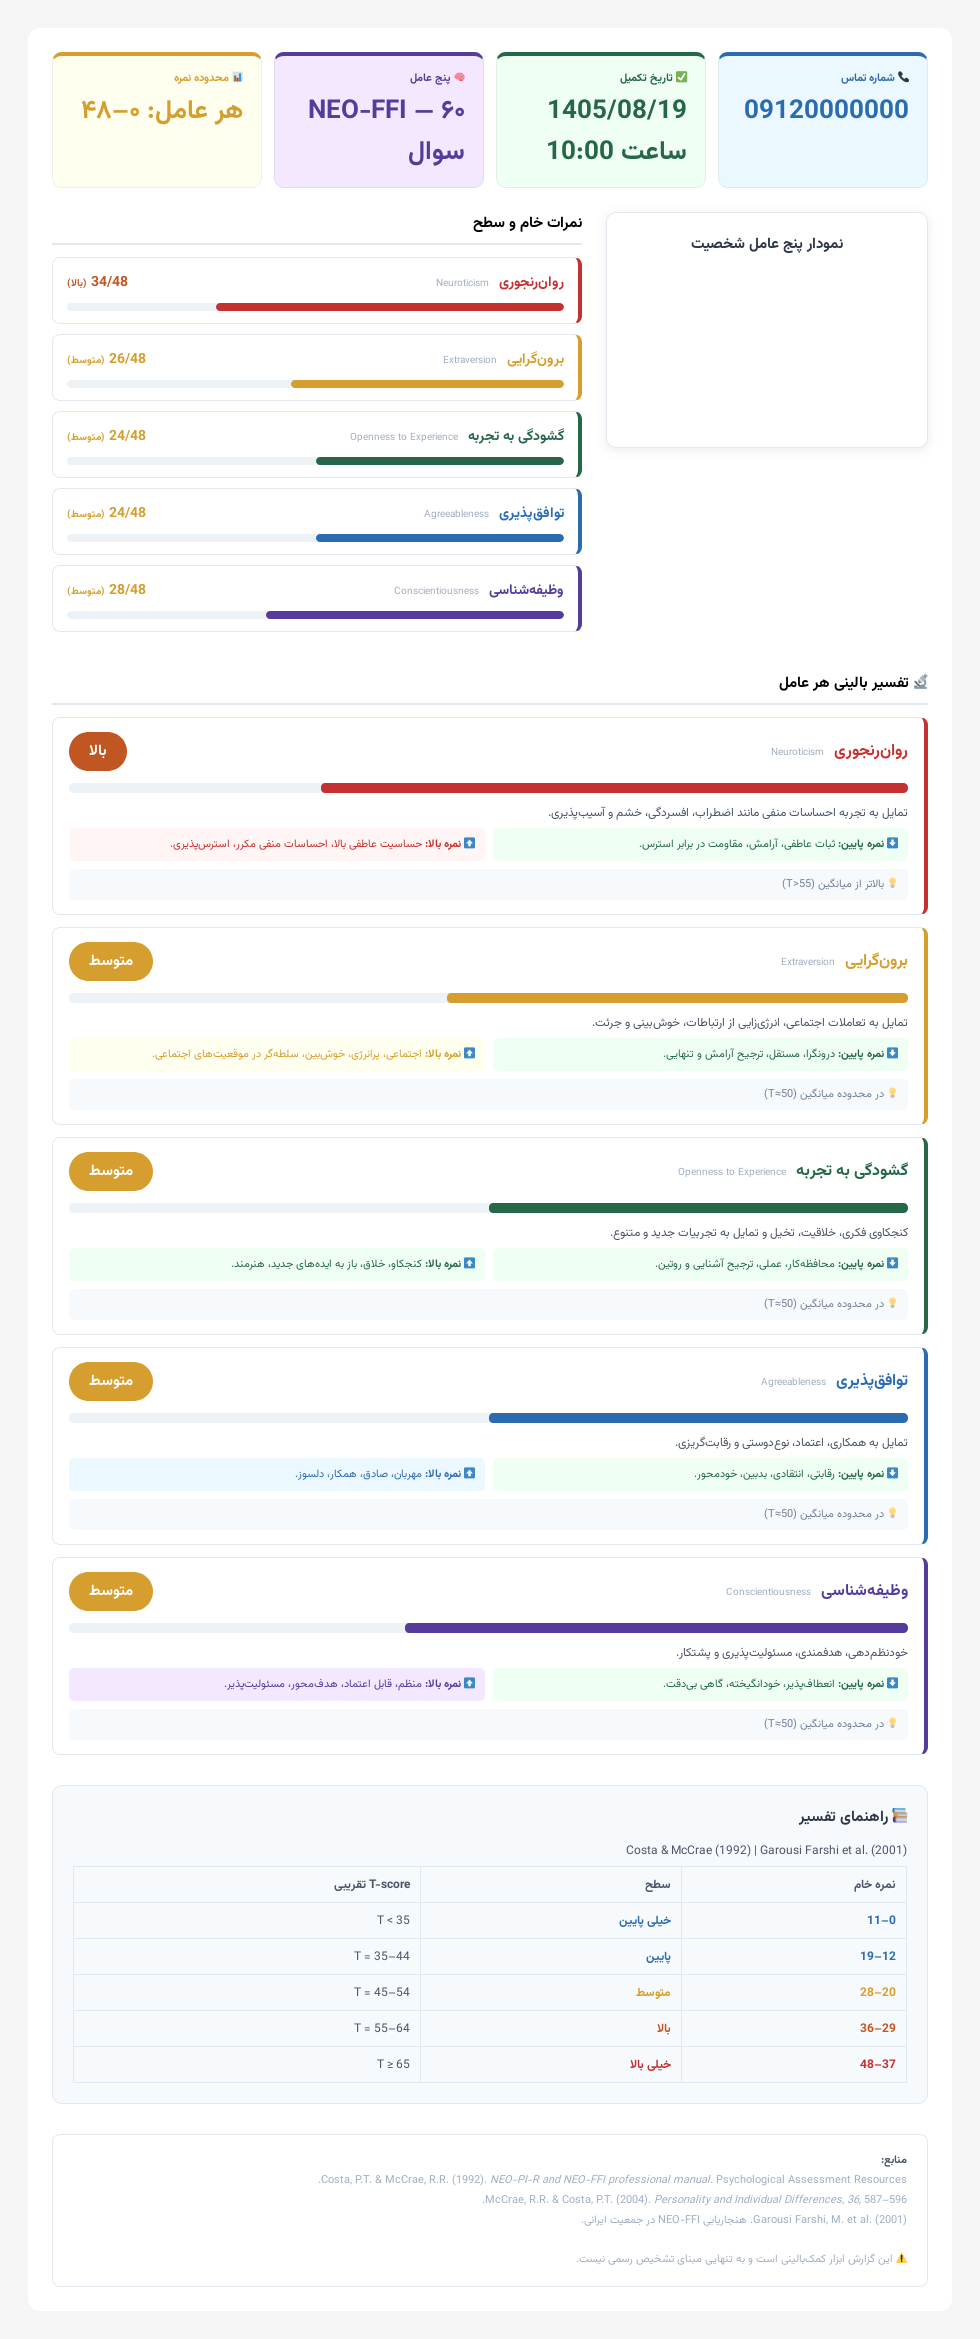 📞 شماره تماس
09120000000
✅ تاریخ تکمیل
1405/08/19
ساعت 10:00
🧠 پنج عامل
NEO-FFI — ۶۰
سوال
📊 محدوده نمره
هر عامل: ۰–۴۸
نمودار پنج عامل شخصیت
نمرات خام و سطح
روان‌رنجوری Neuroticism 34/48 (بالا)
برون‌گرایی Extraversion 26/48 (متوسط)
گشودگی به تجربه Openness to Experience 24/48 (متوسط)
توافق‌پذیری Agreeableness 24/48 (متوسط)
وظیفه‌شناسی Conscientiousness 28/48 (متوسط)
🔬 تفسیر بالینی هر عامل
روان‌رنجوری Neuroticism بالا
تمایل به تجربه احساسات منفی مانند اضطراب، افسردگی، خشم و آسیب‌پذیری.
⬇️ نمره پایین: ثبات عاطفی، آرامش، مقاومت در برابر استرس.
⬆️ نمره بالا: حساسیت عاطفی بالا، احساسات منفی مکرر، استرس‌پذیری.
💡 بالاتر از میانگین (T>55)
برون‌گرایی Extraversion متوسط
تمایل به تعاملات اجتماعی، انرژی‌زایی از ارتباطات، خوش‌بینی و جرئت.
⬇️ نمره پایین: درونگرا، مستقل، ترجیح آرامش و تنهایی.
⬆️ نمره بالا: اجتماعی، پرانرژی، خوش‌بین، سلطه‌گر در موقعیت‌های اجتماعی.
💡 در محدوده میانگین (T≈50)
گشودگی به تجربه Openness to Experience متوسط
کنجکاوی فکری، خلاقیت، تخیل و تمایل به تجربیات جدید و متنوع.
⬇️ نمره پایین: محافظه‌کار، عملی، ترجیح آشنایی و روتین.
⬆️ نمره بالا: کنجکاو، خلاق، باز به ایده‌های جدید، هنرمند.
💡 در محدوده میانگین (T≈50)
توافق‌پذیری Agreeableness متوسط
تمایل به همکاری، اعتماد، نوع‌دوستی و رقابت‌گریزی.
⬇️ نمره پایین: رقابتی، انتقادی، بدبین، خودمحور.
⬆️ نمره بالا: مهربان، صادق، همکار، دلسوز.
💡 در محدوده میانگین (T≈50)
وظیفه‌شناسی Conscientiousness متوسط
خودنظم‌دهی، هدفمندی، مسئولیت‌پذیری و پشتکار.
⬇️ نمره پایین: انعطاف‌پذیر، خودانگیخته، گاهی بی‌دقت.
⬆️ نمره بالا: منظم، قابل اعتماد، هدف‌محور، مسئولیت‌پذیر.
💡 در محدوده میانگین (T≈50)
📚 راهنمای تفسیر
Costa & McCrae (1992) | Garousi Farshi et al. (2001)
نمره خام سطح T-score تقریبی
0–11 خیلی پایین T < 35
12–19 پایین T = 35–44
20–28 متوسط T = 45–54
29–36 بالا T = 55–64
37–48 خیلی بالا T ≥ 65
منابع:
Costa, P.T. & McCrae, R.R. (1992). NEO-PI-R and NEO-FFI professional manual. Psychological Assessment Resources.
McCrae, R.R. & Costa, P.T. (2004). Personality and Individual Differences, 36, 587–596.
Garousi Farshi, M. et al. (2001). هنجاریابی NEO-FFI در جمعیت ایرانی.
⚠️ این گزارش ابزار کمک‌بالینی است و به تنهایی مبنای تشخیص رسمی نیست.